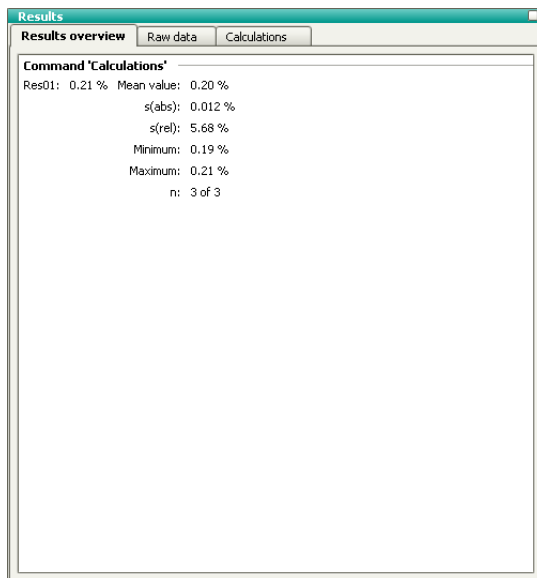 Results
Results overview Raw data Calculations
Command 'Calculations'
Res01: 0.21 % Mean value: 0.20 %
s(abs): 0.012 %
s(rel): 5.68 %
Minimum: 0.19 %
Maximum: 0.21 %
n: 3 of 3